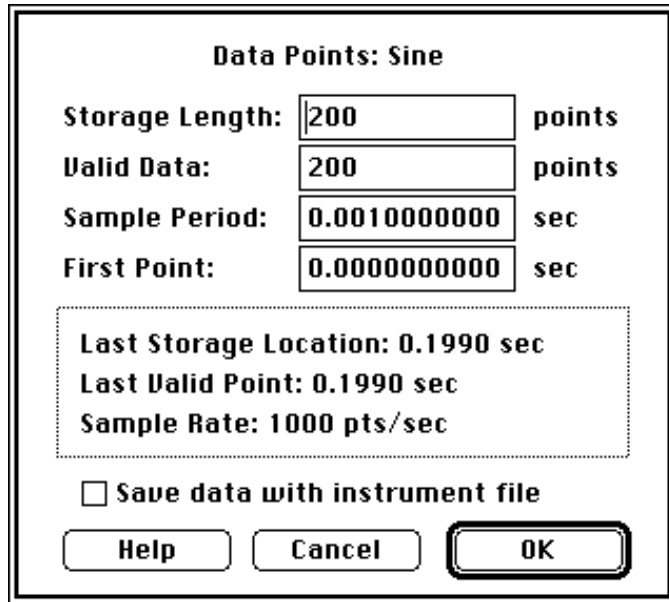 Data Points: Sine
Storage Length: 200 points
Valid Data: 200 points
Sample Period: 0.0010000000 sec
First Point: 0.0000000000 sec
Last Storage Location: 0.1990 sec
Last Valid Point: 0.1990 sec
Sample Rate: 1000 pts/sec
Save data with instrument file
Help Cancel OK